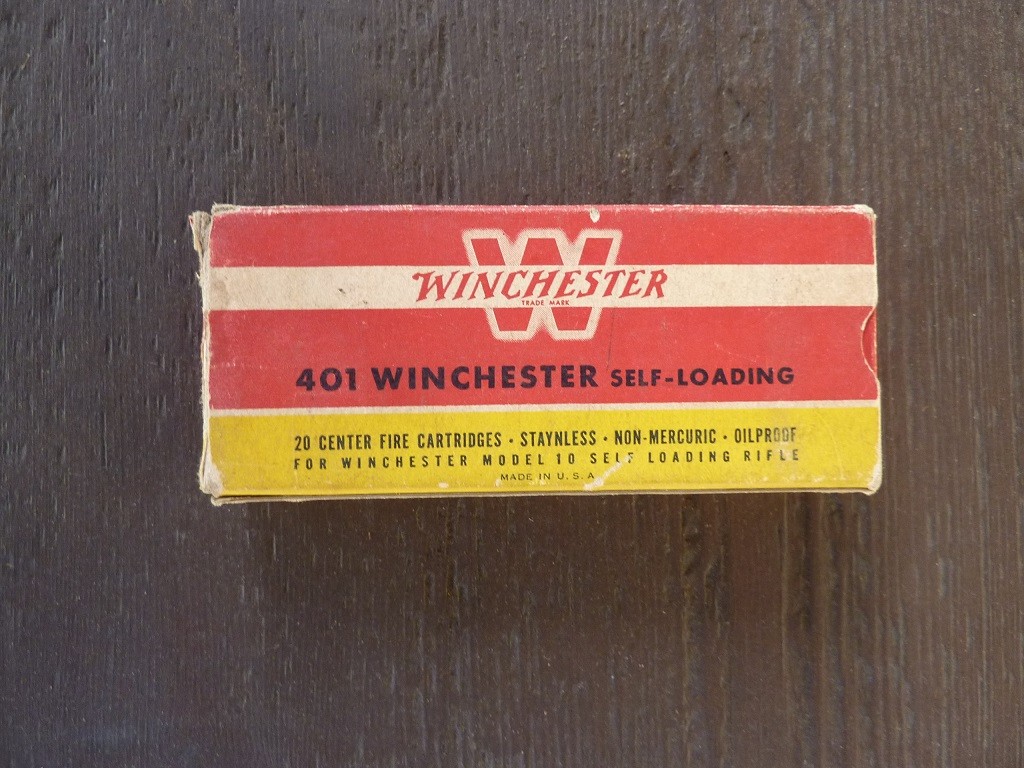 W
WINCHESTER
TRADE MARK
401 WINCHESTER SELF-LOADING
20 CENTER FIRE CARTRIDGES • STAYNLESS • NON-MERCURIC • OILPROOF
FOR WINCHESTER MODEL 10 SELF LOADING RIFLE
MADE IN U.S.A